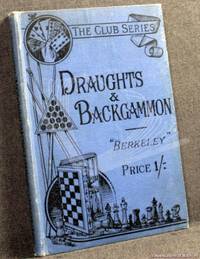 THE CLUB SERIES
DRAUGHTS
&
BACKGAMMON
"BERKELEY"
PRICE 1/-